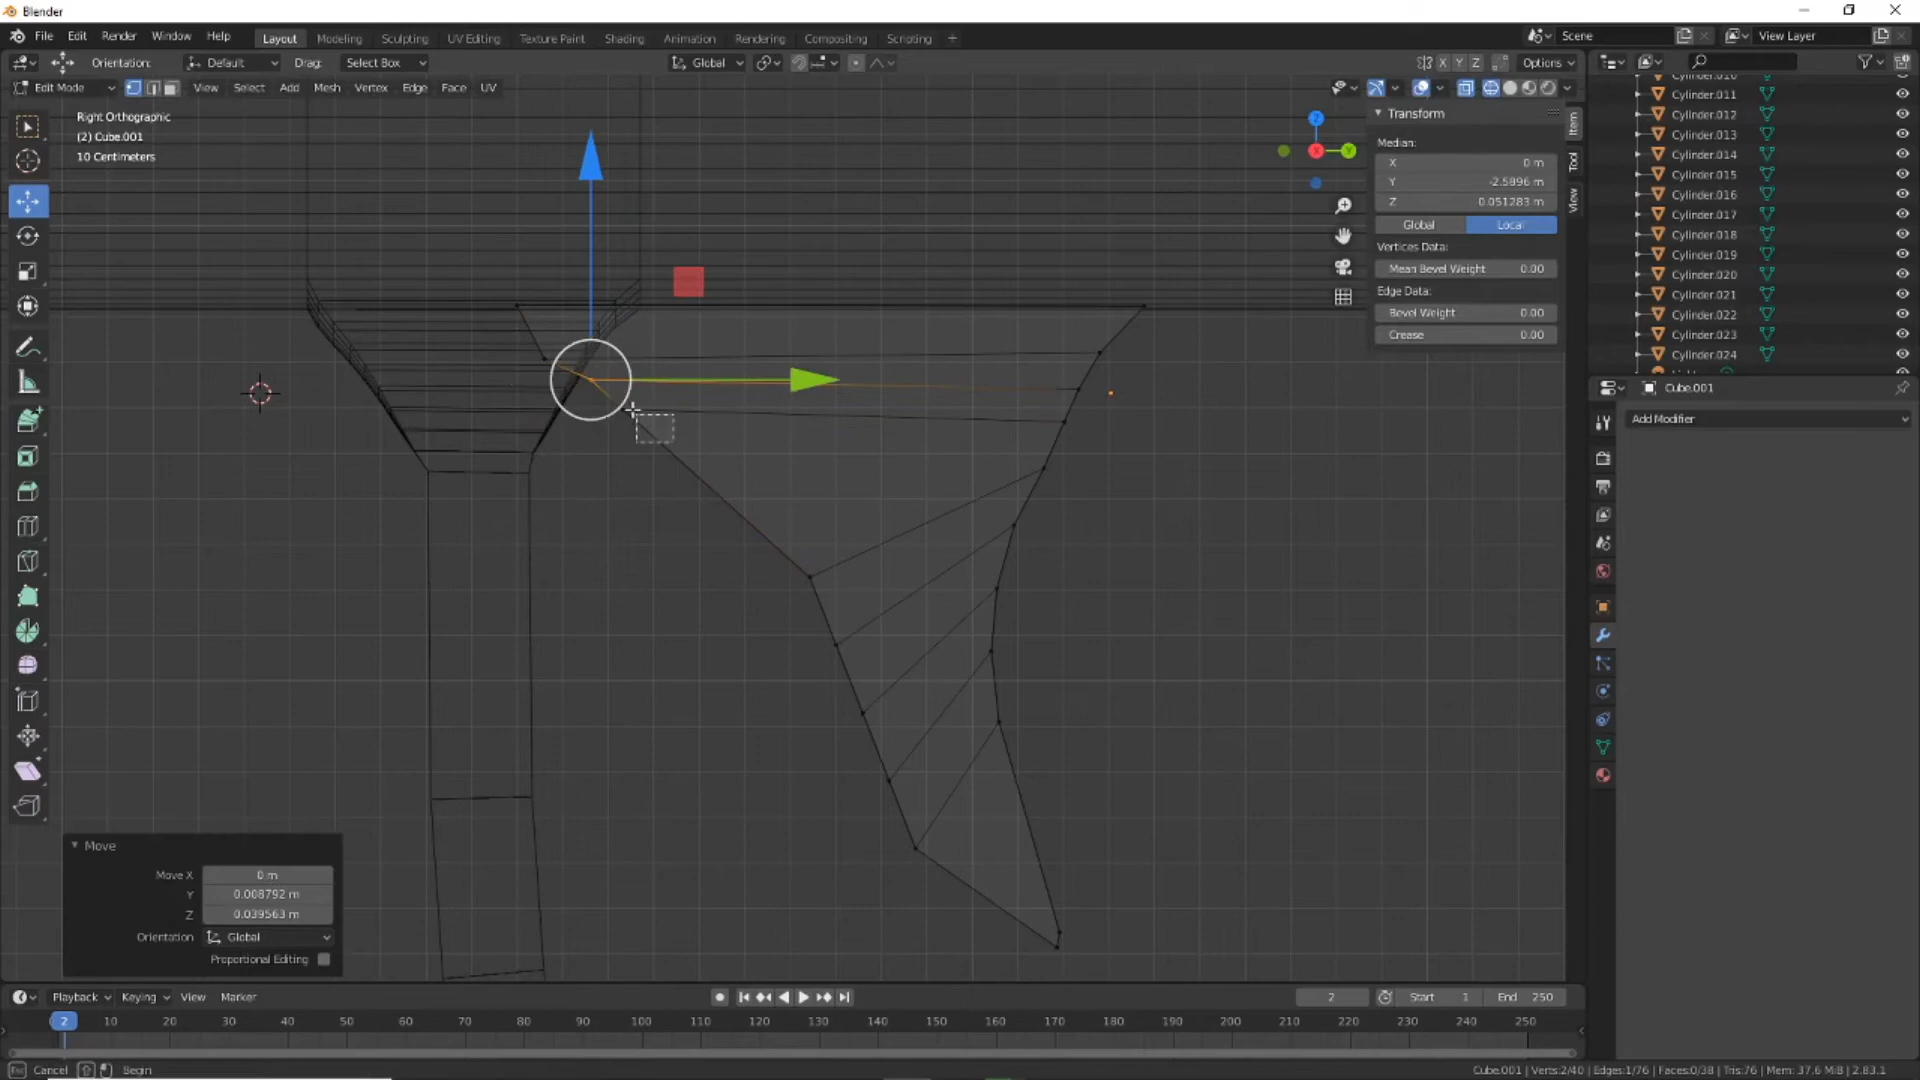 Blender
File Edit Render Window Help Layout Modeling Sculpting UV Editing Texture Paint Shading Animation Rendering Compositing Scripting + Scene View Layer
Orientation: Default Drag: Select Box Global X Y Z Options
Edit Mode View Select Add Mesh Vertex Edge Face UV
Right Orthographic
(2) Cube.001
10 Centimeters
Z
X
Y
Transform
Median:
X 0 m
Y -2.5896 m
Z 0.051283 m
Global Local
Vertices Data:
Mean Bevel Weight 0.00
Edge Data:
Bevel Weight 0.00
Crease 0.00
Item
Tool
View
Cylinder.010
Cylinder.011
Cylinder.012
Cylinder.013
Cylinder.014
Cylinder.015
Cylinder.016
Cylinder.017
Cylinder.018
Cylinder.019
Cylinder.020
Cylinder.021
Cylinder.022
Cylinder.023
Cylinder.024
Cube.001
Add Modifier
Move
Move X 0 m
Y 0.008792 m
Z 0.039563 m
Orientation Global
Proportional Editing
Playback Keying View Marker 2 Start 1 End 250
2 10 20 30 40 50 60 70 80 90 100 110 120 130 140 150 160 170 180 190 200 210 220 230 240 250
Esc Cancel Begin
Cube.001 | Verts:2/40 | Edges:1/76 | Faces:0/38 | Tris:76 | Mem: 37.6 MiB | 2.83.1